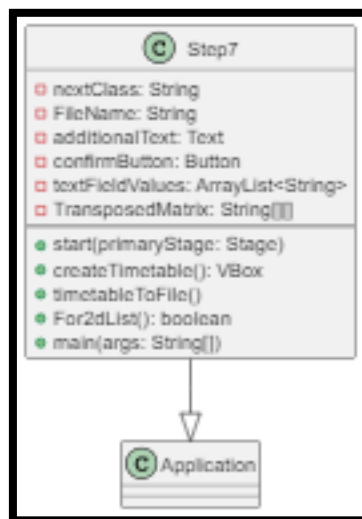 C Step7
nextClass: String
FileName: String
additionalText: Text
confirmButton: Button
textFieldValues: ArrayList<String>
TransposedMatrix: String[][]
start(primaryStage: Stage)
createTimetable(): VBox
timetableToFile()
For2dList(): boolean
main(args: String[])
C Application